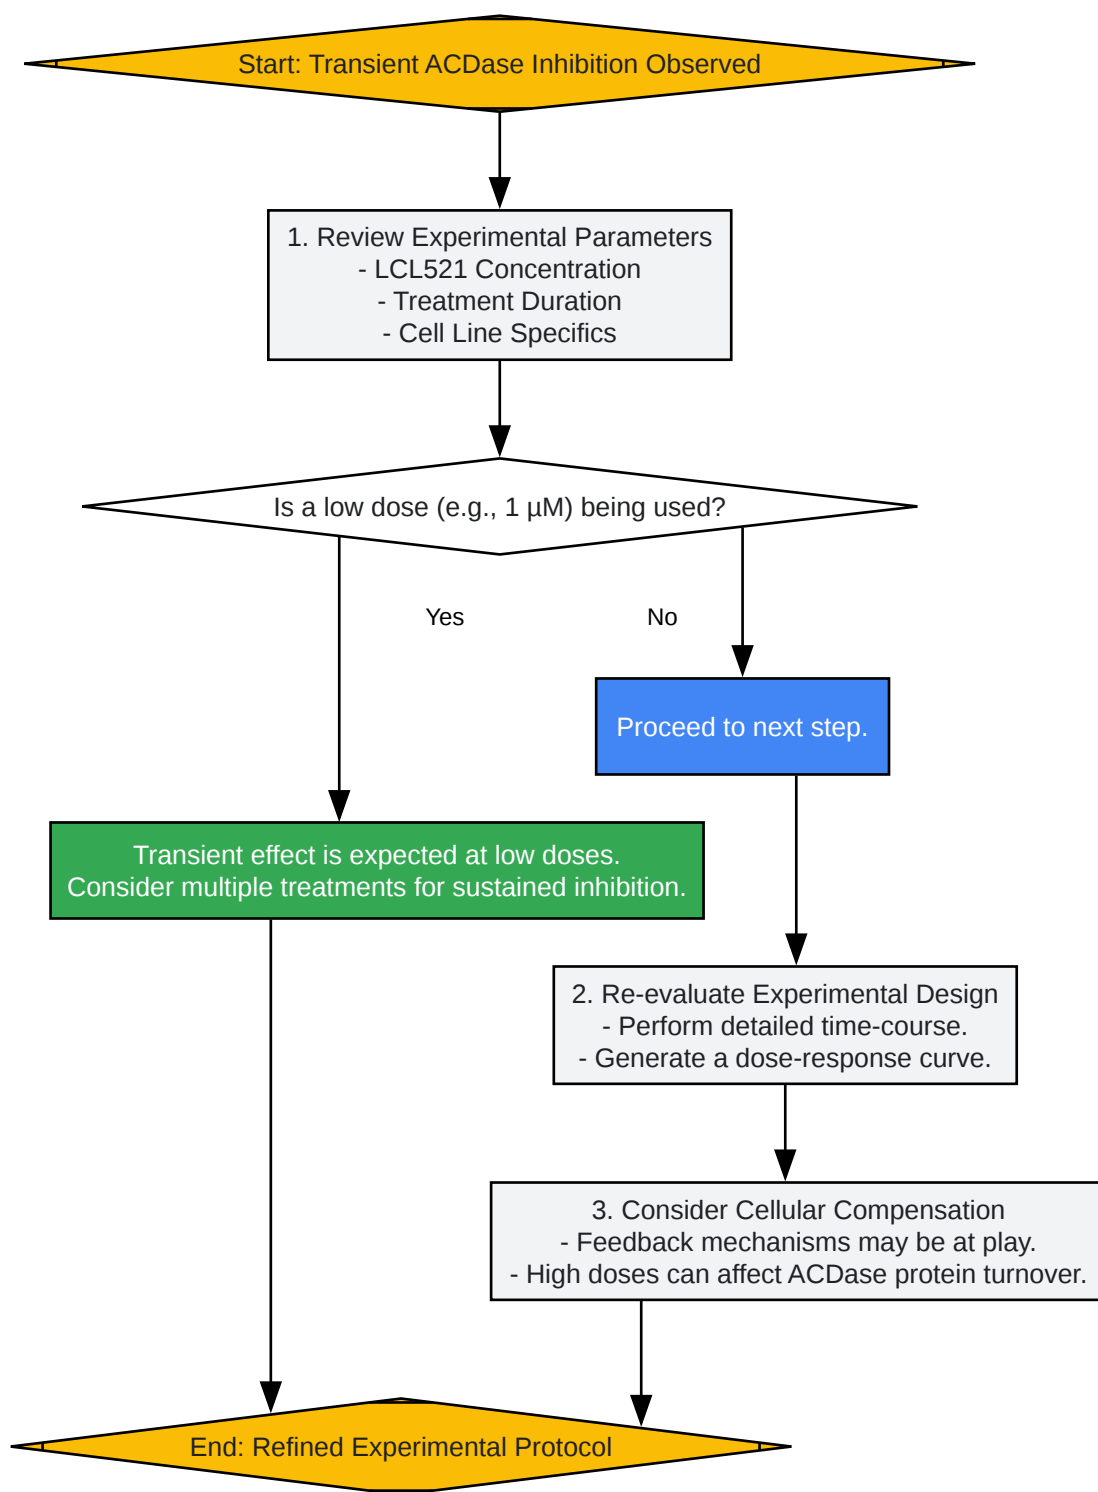 Start: Transient ACDase Inhibition Observed
1. Review Experimental Parameters
- LCL521 Concentration
- Treatment Duration
- Cell Line Specifics
Is a low dose (e.g., 1 µM) being used?
Yes
No
Proceed to next step.
Transient effect is expected at low doses.
Consider multiple treatments for sustained inhibition.
2. Re-evaluate Experimental Design
- Perform detailed time-course.
- Generate a dose-response curve.
3. Consider Cellular Compensation
- Feedback mechanisms may be at play.
- High doses can affect ACDase protein turnover.
End: Refined Experimental Protocol